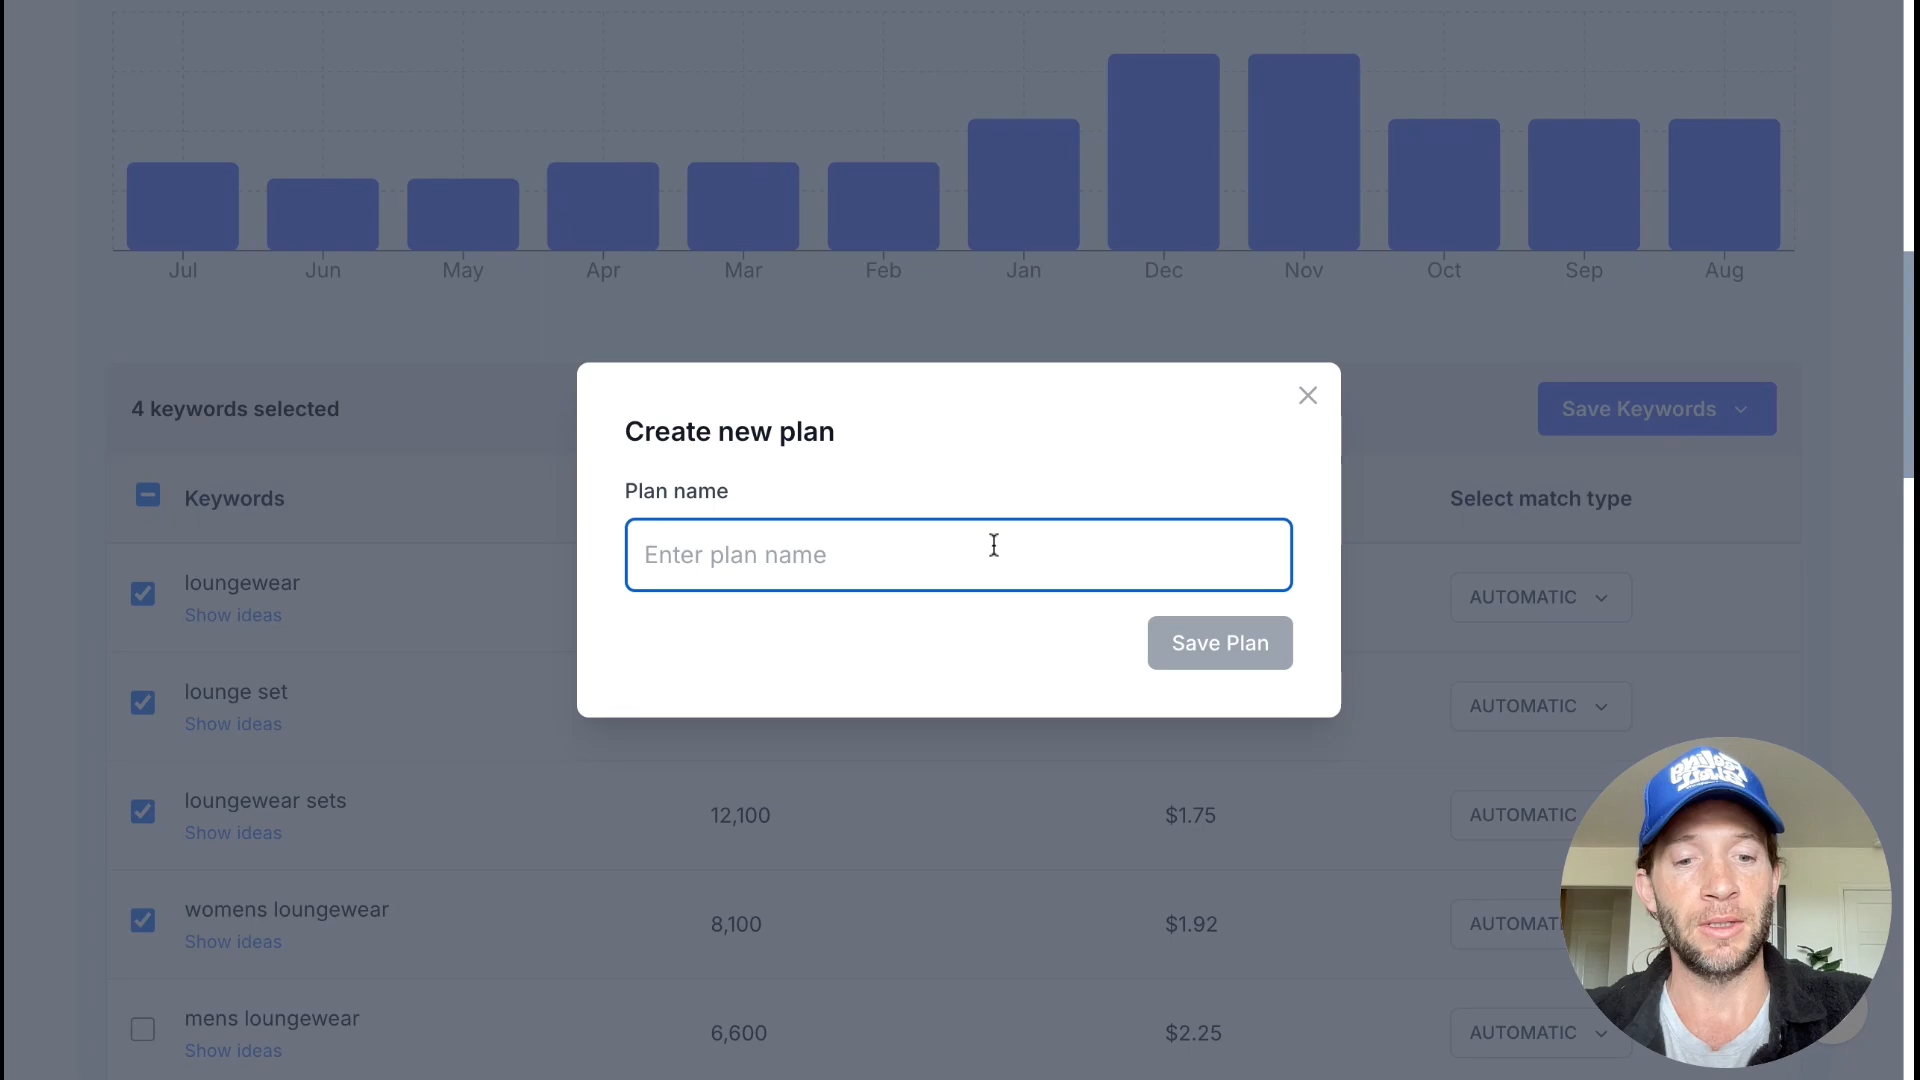 Jul Jun May Apr Mar Feb Jan Dec Nov Oct Sep Aug
4 keywords selected
Save Keywords
Create new plan
Plan name
Enter plan name
Save Plan
Keywords
Select match type
loungewear
Show ideas
AUTOMATIC
lounge set
Show ideas
AUTOMATIC
loungewear sets
Show ideas
12,100
$1.75
AUTOMATIC
womens loungewear
Show ideas
8,100
$1.92
mens loungewear
Show ideas
6,600
$2.25
AUTOMATIC